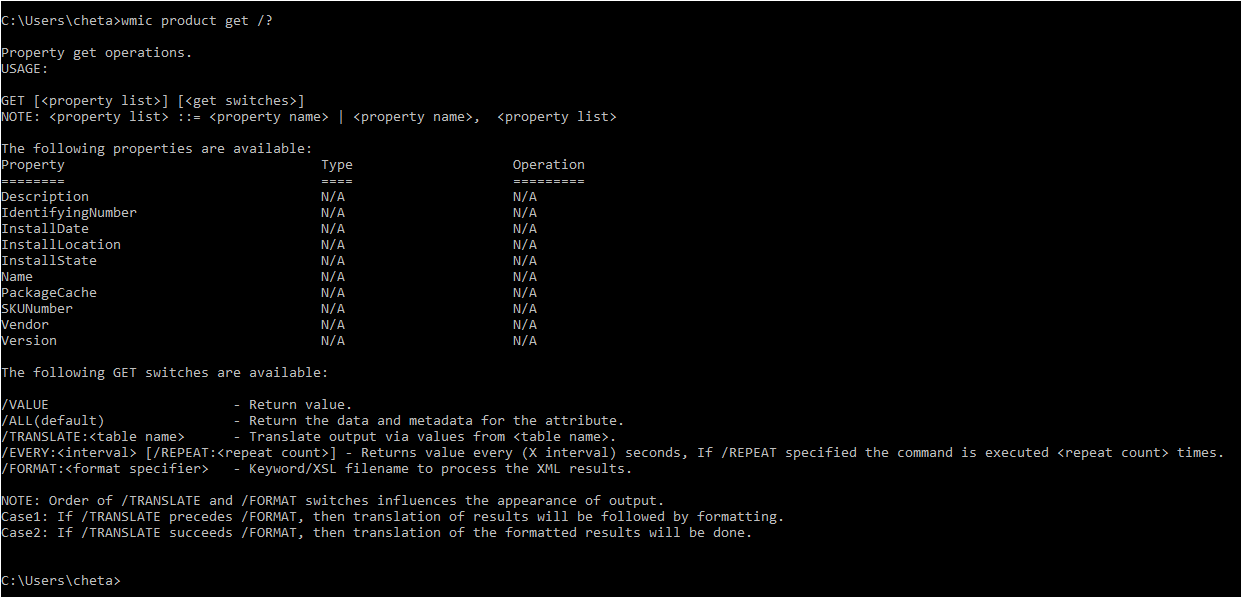 C:\Users\cheta>wmic product get /?
Property get operations.
USAGE:
GET [<property list>] [<get switches>]
NOTE: <property list> ::= <property name> | <property name>,  <property list>
The following properties are available:
Property                                Type                    Operation
========                                ====                    =========
Description                             N/A                     N/A
IdentifyingNumber                       N/A                     N/A
InstallDate                             N/A                     N/A
InstallLocation                         N/A                     N/A
InstallState                            N/A                     N/A
Name                                    N/A                     N/A
PackageCache                            N/A                     N/A
SKUNumber                               N/A                     N/A
Vendor                                  N/A                     N/A
Version                                 N/A                     N/A
The following GET switches are available:
/VALUE                       - Return value.
/ALL(default)                - Return the data and metadata for the attribute.
/TRANSLATE:<table name>      - Translate output via values from <table name>.
/EVERY:<interval> [/REPEAT:<repeat count>] - Returns value every (X interval) seconds, If /REPEAT specified the command is executed <repeat count> times.
/FORMAT:<format specifier>   - Keyword/XSL filename to process the XML results.
NOTE: Order of /TRANSLATE and /FORMAT switches influences the appearance of output.
Case1: If /TRANSLATE precedes /FORMAT, then translation of results will be followed by formatting.
Case2: If /TRANSLATE succeeds /FORMAT, then translation of the formatted results will be done.
C:\Users\cheta>